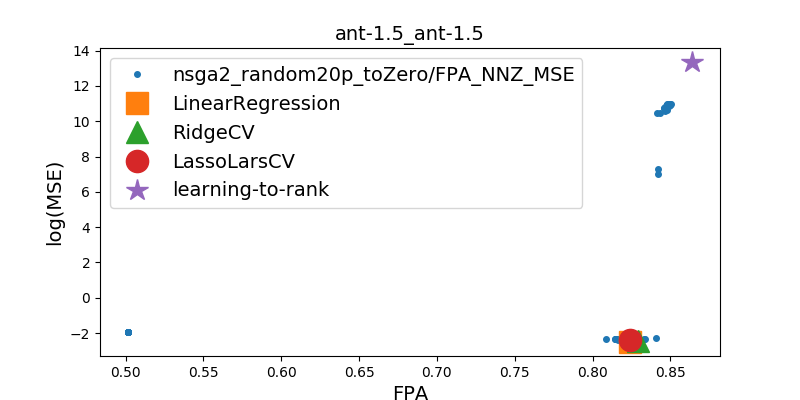 ant-1.5_ant-1.5
log(MSE)
14
12
10
8
6
4
2
0
−2
nsga2_random20p_toZero/FPA_NNZ_MSE
LinearRegression
RidgeCV
LassoLarsCV
learning-to-rank
0.50 0.55 0.60 0.65 0.70 0.75 0.80 0.85
FPA